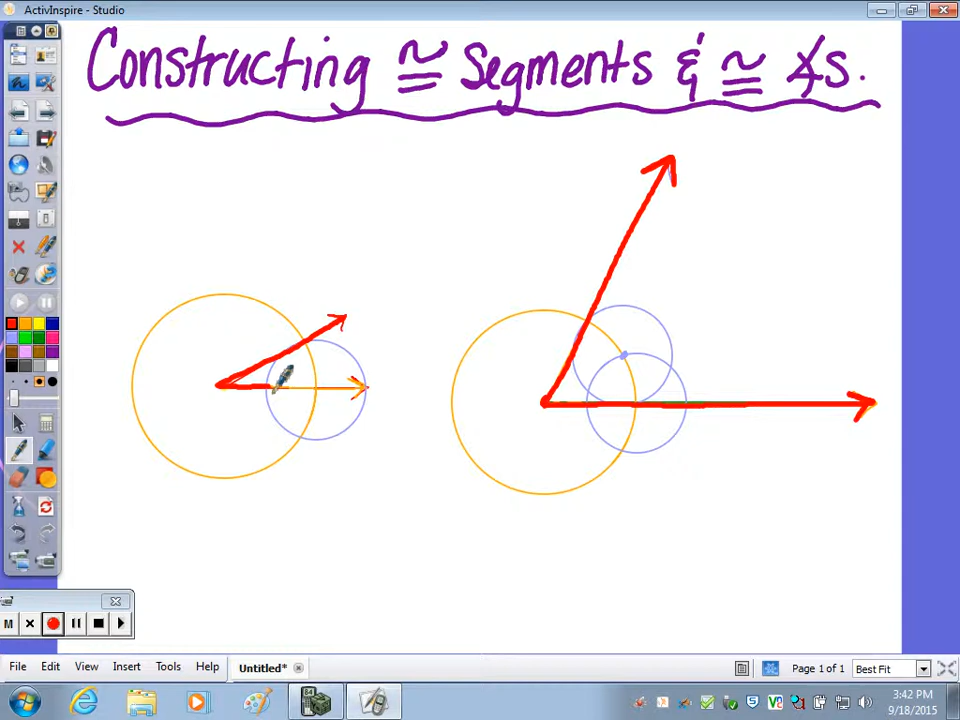 ActivInspire - Studio
Constructing ≅ Segments & ≅ ∡s.
M
File Edit View Insert Tools Help Untitled* Page 1 of 1 Best Fit
3:42 PM
9/18/2015